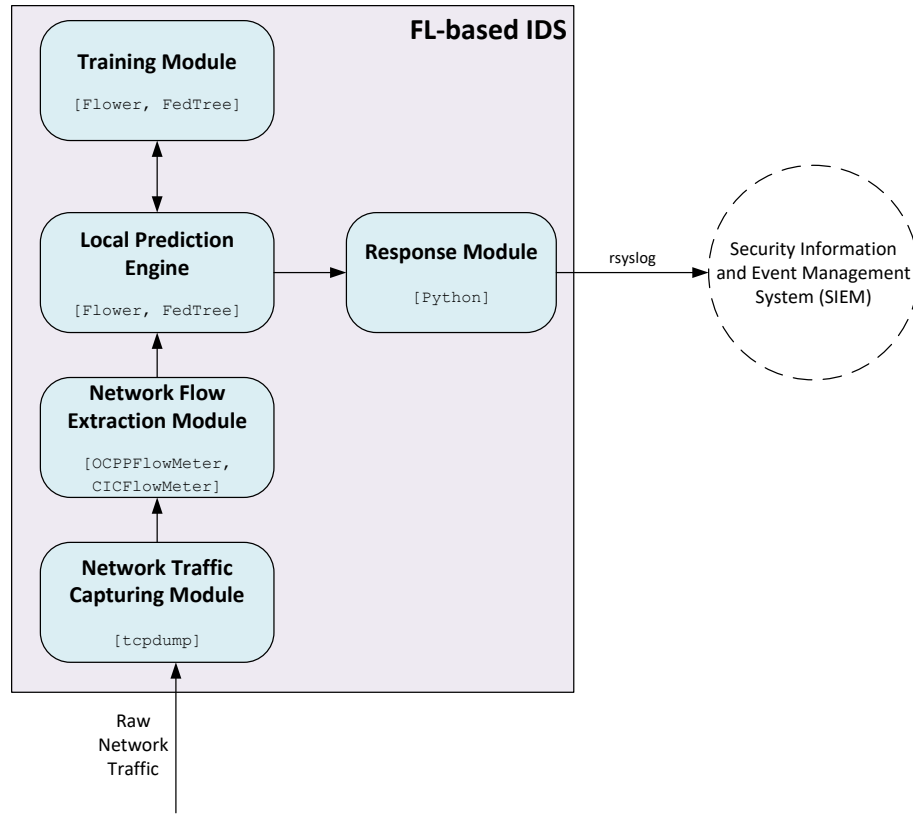 FL-based IDS
Training Module
[Flower, FedTree]
Local Prediction
Engine
[Flower, FedTree]
Response Module
[Python]
rsyslog
Security Information
and Event Management
System (SIEM)
Network Flow
Extraction Module
[OCPPFlowMeter,
CICFlowMeter]
Network Traffic
Capturing Module
[tcpdump]
Raw
Network
Traffic